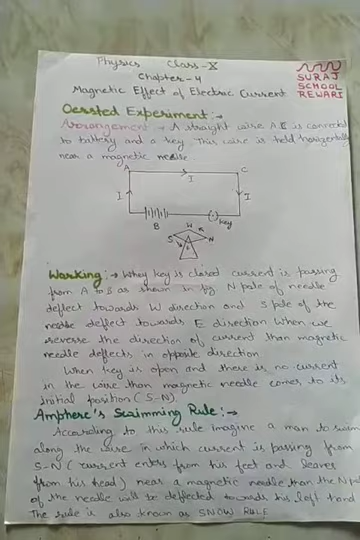 Physics Class-X
Chapter-4
Magnetic Effect of Electric Current
SURAJ
SCHOOL
REWARI
Oersted Experiment:→
Arrangement → A straight wire AC is connected
to battery and a key. This wire is held horizontally
near a magnetic needle.
A
C
I
I
I
B
key
W
S
N
Working:→ Whey key is closed current is passing
from A to B as shown in fig N pole of needle
deflect towards W direction and S pole of the
needle deflect towards E direction When we
reverse the direction of current than magnetic
needle deflects in opposite direction
When key is open and there is no current
in the wire than magnetic needle comes to its
initial position (S-N).
Amphere's Swimming Rule:→
According to this rule imagine a man to swim
along the wire in which current is passing from
S-N (current enters from his feet and leaves
from his head) near a magnetic needle than the N pole
of the needle will be deflected towards his left hand
The rule is also known as SNOW RULE